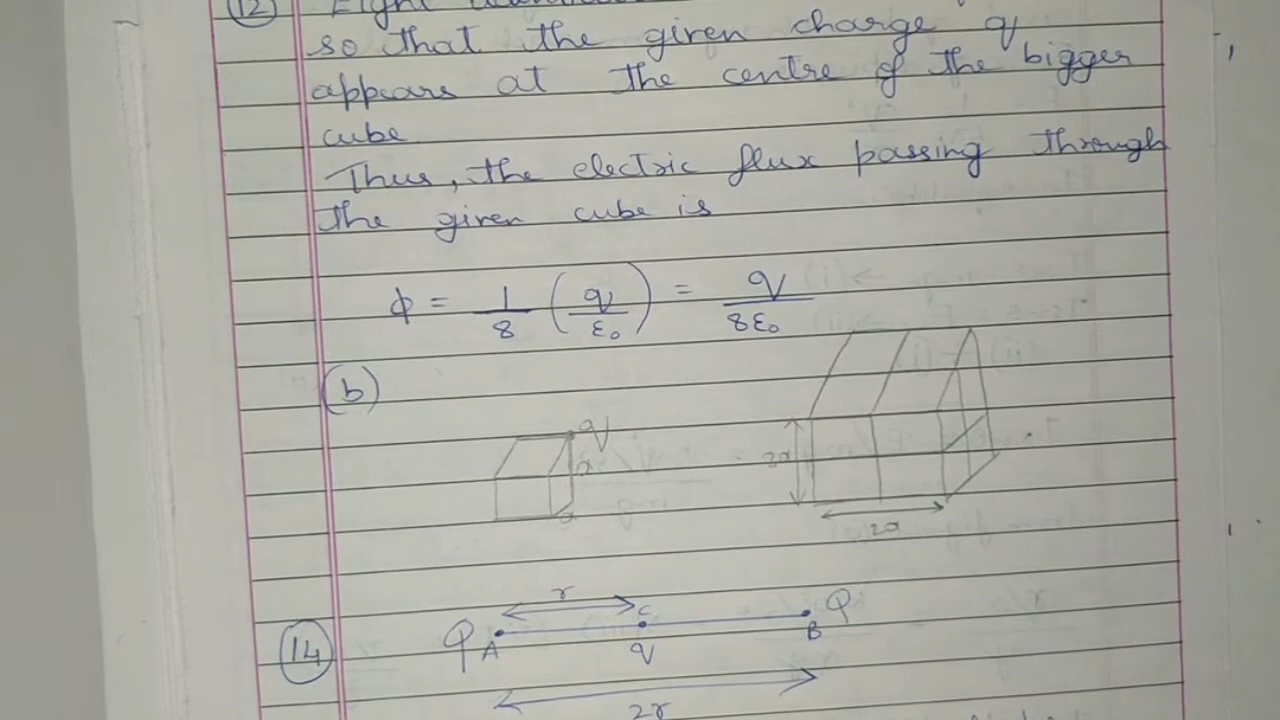 (12) Eight
so that the given charge q
appears at the centre of the bigger
cube
Thus, the electric flux passing through
the given cube is
ϕ = 1/8 (q/ε₀) = q/8ε₀
(b)
q
a
a
2a
2a
(14)
r
Q A C q B Q
2r